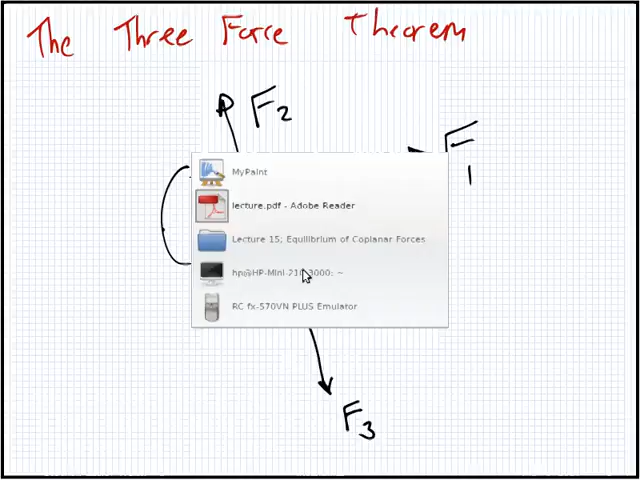 The Three Force Theorem
F2
F1
MyPaint
lecture.pdf - Adobe Reader
Lecture 15; Equilibrium of Coplanar Forces
RC fx-570VN PLUS Emulator
F3